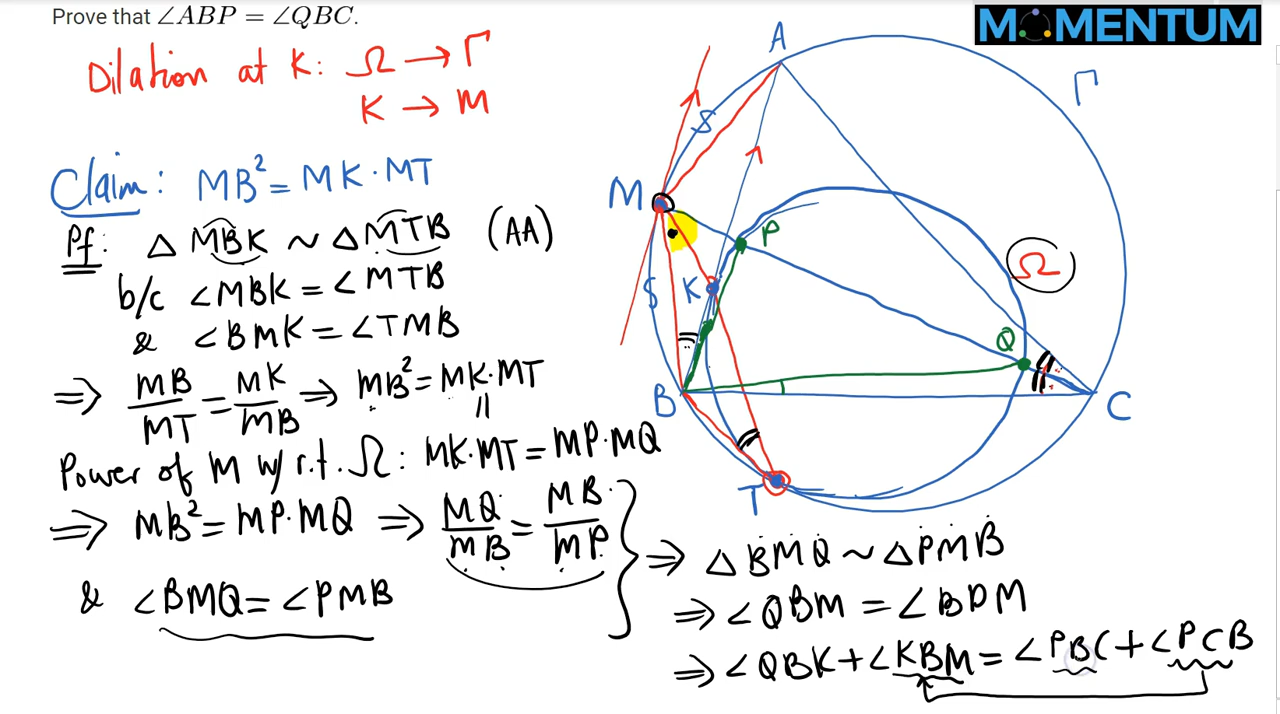 Prove that ∠ABP = ∠QBC.
MOMENTUM
Dilation at K: Ω → Γ
K → M
Claim: MB² = MK·MT
Pf: △MBK ~ △MTB (AA)
b/c ∠MBK = ∠MTB
& ∠BMK = ∠TMB
⇒ MB/MT = MK/MB ⇒ MB² = MK·MT
=
Power of M w/r.t. Ω: MK·MT = MP·MQ
⇒ MB² = MP·MQ ⇒ MQ/MB = MB/MP
& ∠BMQ = ∠PMB
⇒ △BMQ ~ △PMB
⇒ ∠QBM = ∠BPM
⇒ ∠QBK + ∠KBM = ∠PBC + ∠PCB
A
Γ
S
M
P
Ω
S
K
Q
B
C
T